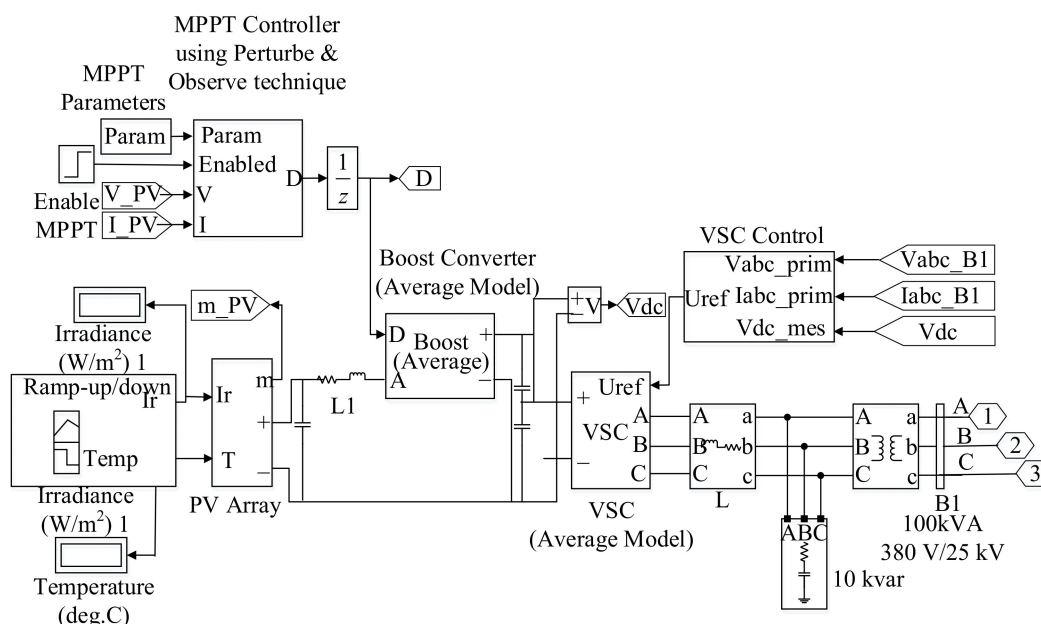 MPPT Controller
using Perturbe &
Observe technique
MPPT
Parameters
Param
Param
Enabled
D
1
z
D
Enable
V_PV
V
MPPT
I_PV
I
VSC Control
Vabc_prim
Vabc_B1
Uref
Iabc_prim
Iabc_B1
Vdc_mes
Vdc
Boost Converter
(Average Model)
+
−
V
Vdc
m_PV
Irradiance
(W/m²) 1
D
Boost
(Average)
+
A
−
Ramp-up/down
Ir
Temp
Ir
m
+
T
−
PV Array
L1
Irradiance
(W/m²) 1
Temperature
(deg.C)
Uref
+
VSC
−
A
B
C
VSC
(Average Model)
A
B
C
a
b
c
L
A
B
C
a
b
c
A
B
C
1
2
3
B1
100kVA
380 V/25 kV
ABC
10 kvar